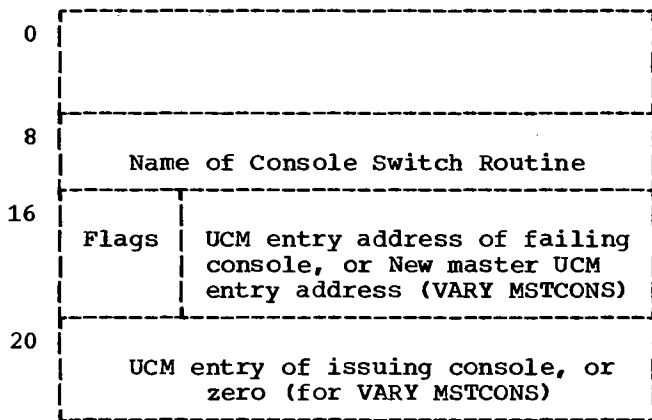 0
8
Name of Console Switch Routine
16
Flags UCM entry address of failing
console, or New master UCM
entry address (VARY MSTCONS)
20
UCM entry of issuing console, or
zero (for VARY MSTCONS)